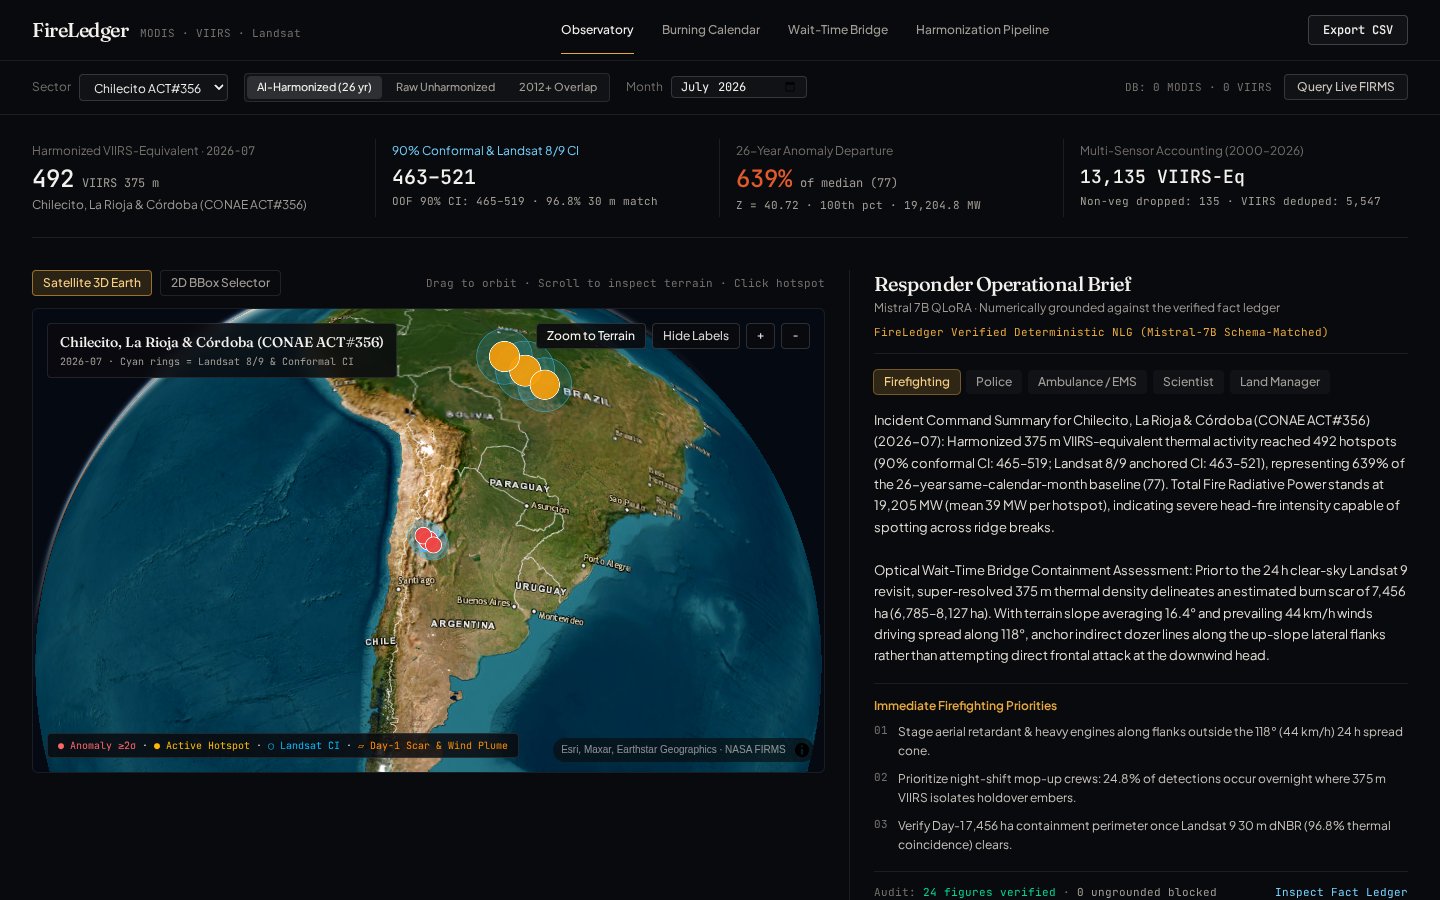 FireLedger MODIS · VIIRS · Landsat
Observatory
Burning Calendar
Wait-Time Bridge
Harmonization Pipeline
Export CSV
Sector
Chilecito ACT#356
AI-Harmonized (26 yr)
Raw Unharmonized
2012+ Overlap
Month
July 2026
DB: 0 MODIS · 0 VIIRS
Query Live FIRMS
Harmonized VIIRS-Equivalent · 2026-07
492 VIIRS 375 m
Chilecito, La Rioja & Córdoba (CONAE ACT#356)
90% Conformal & Landsat 8/9 CI
463–521
OOF 90% CI: 465–519 · 96.8% 30 m match
26-Year Anomaly Departure
639% of median (77)
Z = 40.72 · 100th pct · 19,204.8 MW
Multi-Sensor Accounting (2000–2026)
13,135 VIIRS-Eq
Non-veg dropped: 135 · VIIRS deduped: 5,547
Satellite 3D Earth
2D BBox Selector
Drag to orbit · Scroll to inspect terrain · Click hotspot
Chilecito, La Rioja & Córdoba (CONAE ACT#356)
2026-07 · Cyan rings = Landsat 8/9 & Conformal CI
Zoom to Terrain
Hide Labels
+
-
BRAZIL
BOLIVIA
PARAGUAY
Asunción
Sao Paulo
Porto Alegre
Santiago
URUGUAY
Buenos Aires
Montevideo
ARGENTINA
CHILE
Anomaly ≥2σ · Active Hotspot · Landsat CI · Day-1 Scar & Wind Plume
Esri, Maxar, Earthstar Geographics · NASA FIRMS
Responder Operational Brief
Mistral 7B QLoRA · Numerically grounded against the verified fact ledger
FireLedger Verified Deterministic NLG (Mistral-7B Schema-Matched)
Firefighting
Police
Ambulance / EMS
Scientist
Land Manager
Incident Command Summary for Chilecito, La Rioja & Córdoba (CONAE ACT#356)
(2026-07): Harmonized 375 m VIIRS-equivalent thermal activity reached 492 hotspots
(90% conformal CI: 465–519; Landsat 8/9 anchored CI: 463–521), representing 639% of
the 26-year same-calendar-month baseline (77). Total Fire Radiative Power stands at
19,205 MW (mean 39 MW per hotspot), indicating severe head-fire intensity capable of
spotting across ridge breaks.
Optical Wait-Time Bridge Containment Assessment: Prior to the 24 h clear-sky Landsat 9
revisit, super-resolved 375 m thermal density delineates an estimated burn scar of 7,456
ha (6,785–8,127 ha). With terrain slope averaging 16.4° and prevailing 44 km/h winds
driving spread along 118°, anchor indirect dozer lines along the up-slope lateral flanks
rather than attempting direct frontal attack at the downwind head.
Immediate Firefighting Priorities
01 Stage aerial retardant & heavy engines along flanks outside the 118° (44 km/h) 24 h spread
cone.
02 Prioritize night-shift mop-up crews: 24.8% of detections occur overnight where 375 m
VIIRS isolates holdover embers.
03 Verify Day-1 7,456 ha containment perimeter once Landsat 9 30 m dNBR (96.8% thermal
coincidence) clears.
Audit: 24 figures verified · 0 ungrounded blocked
Inspect Fact Ledger